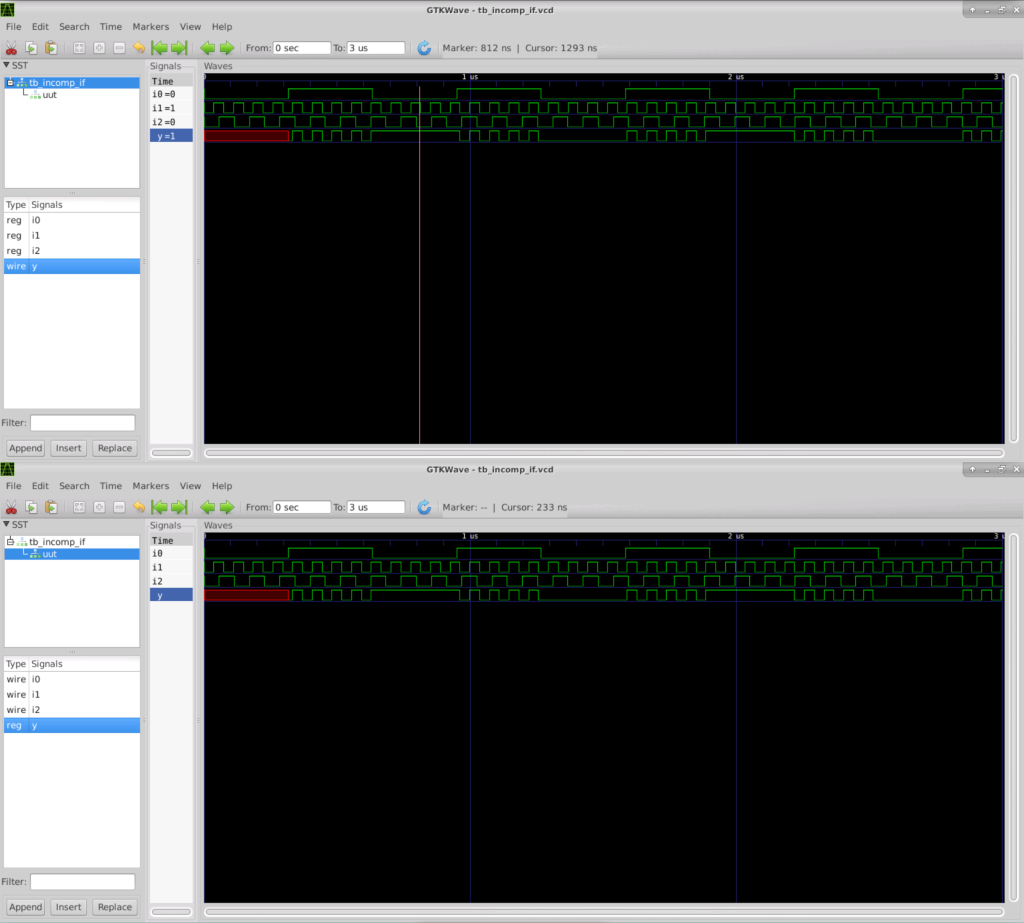 GTKWave - tb_incomp_if.vcd
File Edit Search Time Markers View Help
From: 0 sec To: 3 us Marker: 812 ns | Cursor: 1293 ns
SST
tb_incomp_if
uut
Type Signals
reg i0
reg i1
reg i2
wire y
Filter:
Append Insert Replace
Signals
Time
i0=0
i1=1
i2=0
y=1
Waves
0 1 us 2 us 3 u
GTKWave - tb_incomp_if.vcd
File Edit Search Time Markers View Help
From: 0 sec To: 3 us Marker: -- | Cursor: 233 ns
SST
tb_incomp_if
uut
Type Signals
wire i0
wire i1
wire i2
reg y
Filter:
Append Insert Replace
Signals
Time
i0
i1
i2
y
Waves
0 1 us 2 us 3 u